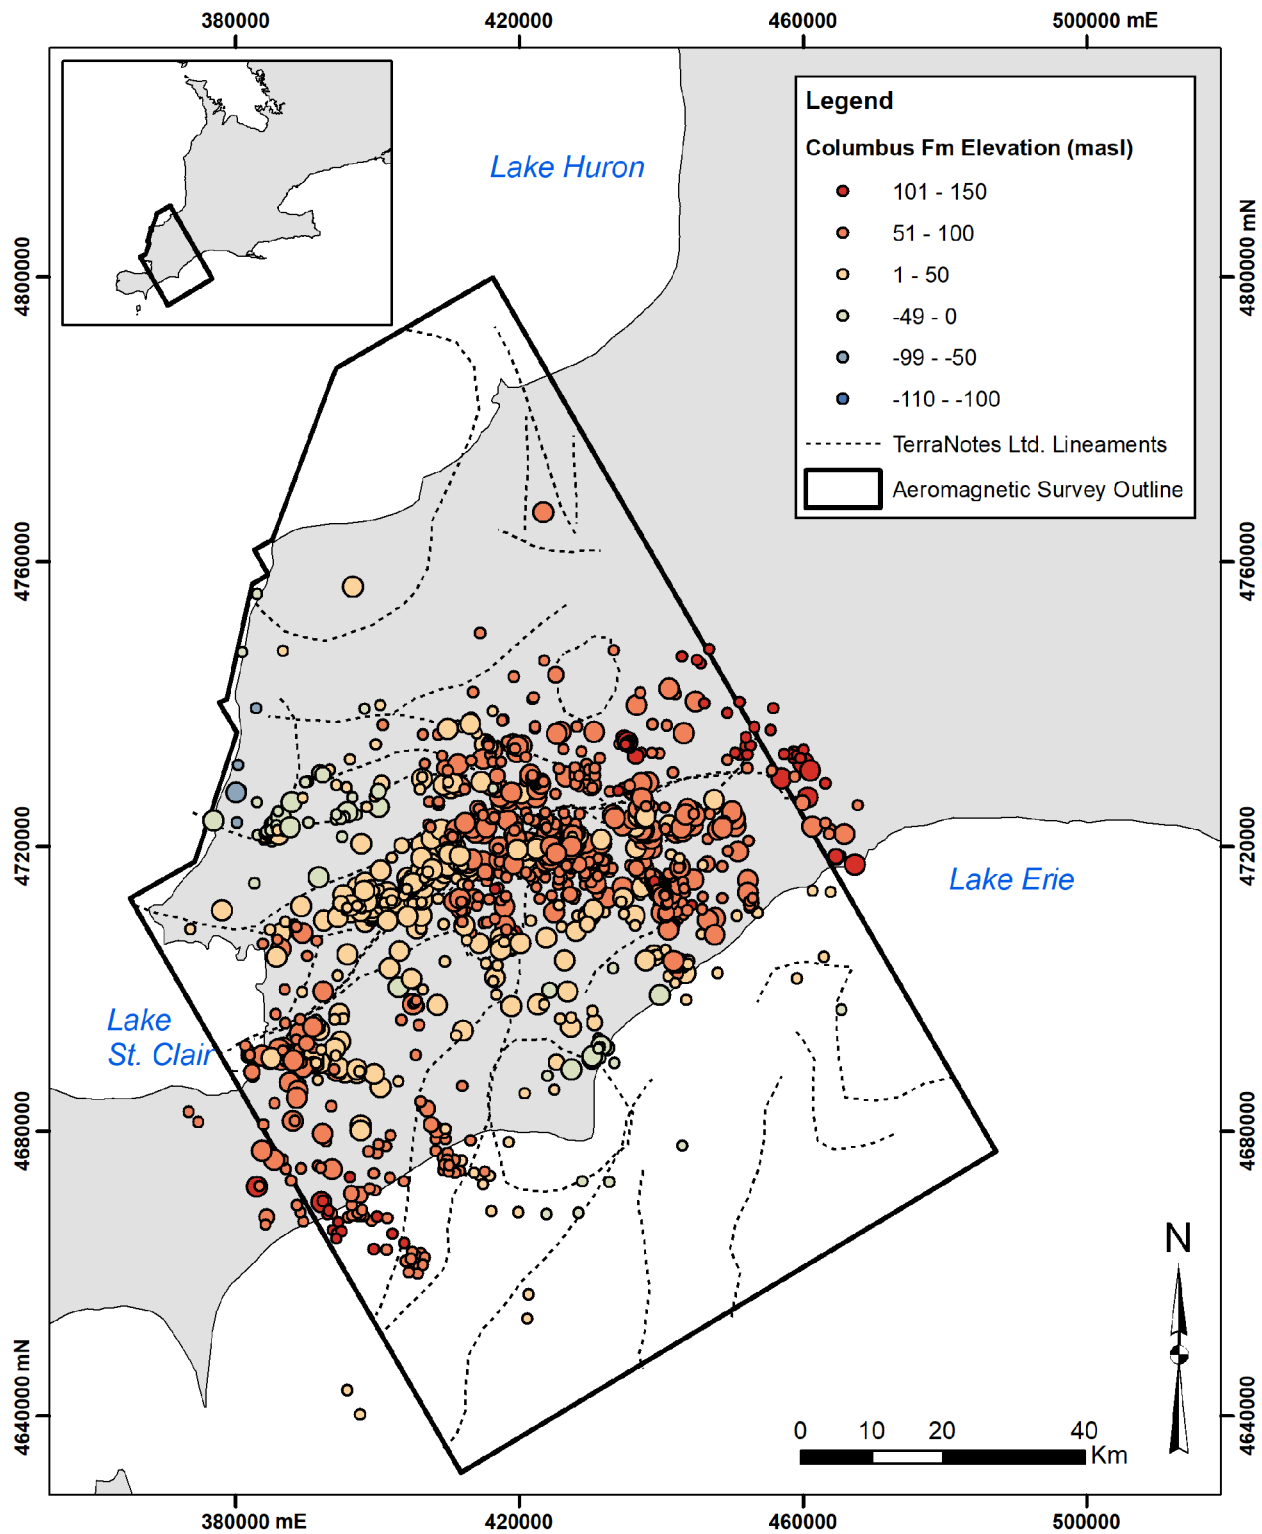 380000
420000
460000
500000 mE
Legend
Columbus Fm Elevation (masl)
101 - 150
51 - 100
1 - 50
-49 - 0
-99 - -50
-110 - -100
TerraNotes Ltd. Lineaments
Aeromagnetic Survey Outline
Lake Huron
4800000
4800000 mN
4760000
4760000
4720000
4720000
Lake Erie
Lake
St. Clair
4680000
4680000
N
4640000 mN
4640000
0
10
20
40
Km
380000 mE
420000
460000
500000